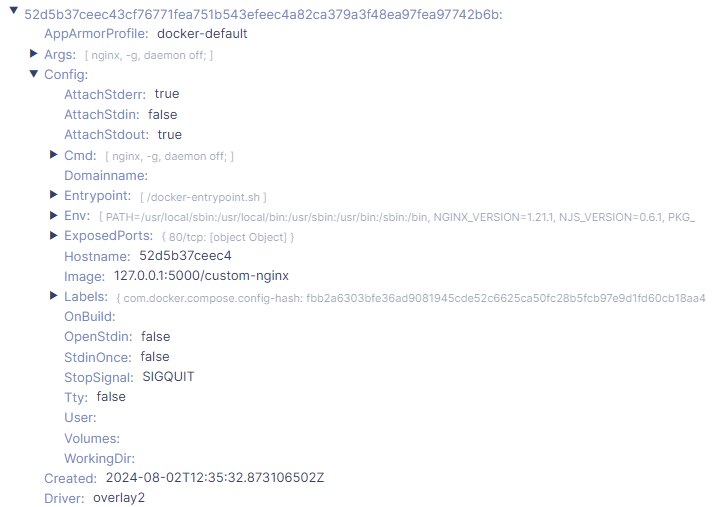 52d5b37ceec43cf76771fea751b543efeec4a82ca379a3f48ea97fea97742b6b:
AppArmorProfile: docker-default
Args: [ nginx, -g, daemon off; ]
Config:
AttachStderr: true
AttachStdin: false
AttachStdout: true
Cmd: [ nginx, -g, daemon off; ]
Domainname:
Entrypoint: [ /docker-entrypoint.sh ]
Env: [ PATH=/usr/local/sbin:/usr/local/bin:/usr/sbin:/usr/bin:/sbin:/bin, NGINX_VERSION=1.21.1, NJS_VERSION=0.6.1, PKG_
ExposedPorts: { 80/tcp: [object Object] }
Hostname: 52d5b37ceec4
Image: 127.0.0.1:5000/custom-nginx
Labels: { com.docker.compose.config-hash: fbb2a6303bfe36ad9081945cde52c6625ca50fc28b5fcb97e9d1fd60cb18aa4
OnBuild:
OpenStdin: false
StdinOnce: false
StopSignal: SIGQUIT
Tty: false
User:
Volumes:
WorkingDir:
Created: 2024-08-02T12:35:32.873106502Z
Driver: overlay2